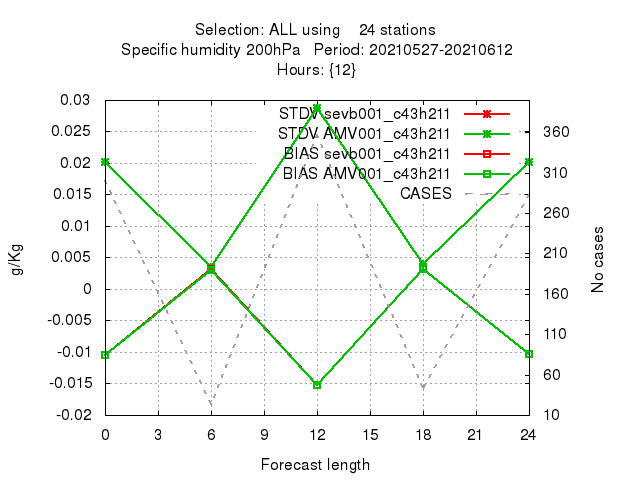 Selection: ALL using    24 stations
Specific humidity 200hPa   Period: 20210527-20210612
Hours: {12}
STDV sevb001_c43h211
STDV AMV001_c43h211
BIAS sevb001_c43h211
BIAS AMV001_c43h211
CASES
0.03
0.025
0.02
0.015
0.01
0.005
0
-0.005
-0.01
-0.015
-0.02
g/Kg
360
310
260
210
160
110
60
10
No cases
0 3 6 9 12 15 18 21 24
Forecast length